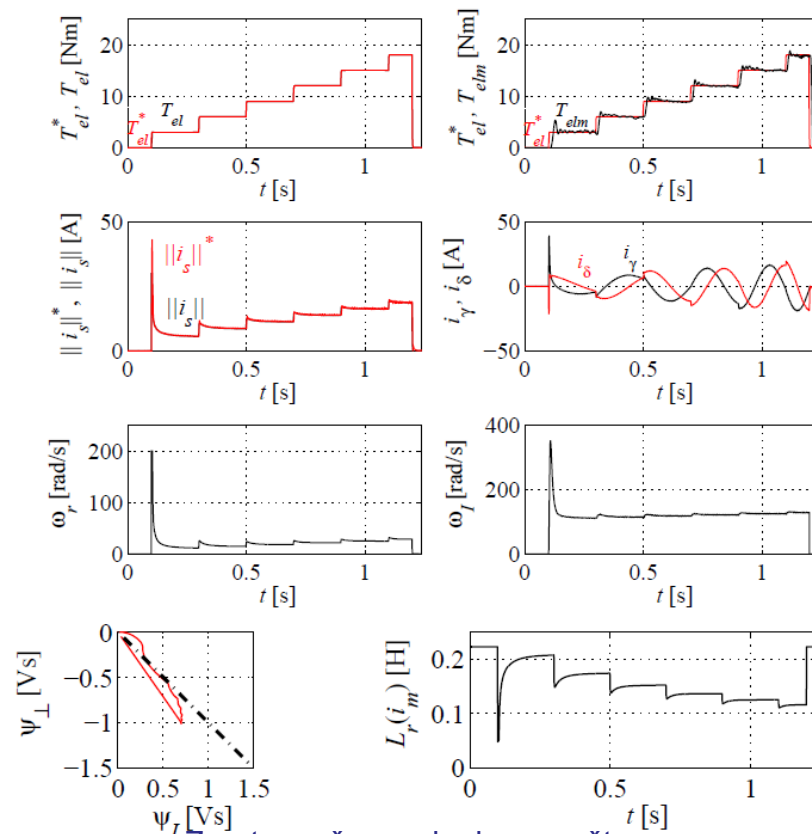 T*el, Tel [Nm]
20
10
0
T*el
Tel
0
0.5
1
t [s]
T*el, Telm [Nm]
20
10
0
T*el
Telm
0
0.5
1
t [s]
||is||*, ||is|| [A]
50
0
||is||*
||is||
0
0.5
1
t [s]
iγ, iδ [A]
50
0
−50
iδ
iγ
0
0.5
1
t [s]
ωr [rad/s]
200
100
0
0
0.5
1
t [s]
ωI [rad/s]
400
200
0
0
0.5
1
t [s]
ψ⊥ [Vs]
0
−0.5
−1
−1.5
0
0.5
1
1.5
ψI [Vs]
Lr(im) [H]
0.2
0.1
0
0
0.5
1
t [s]